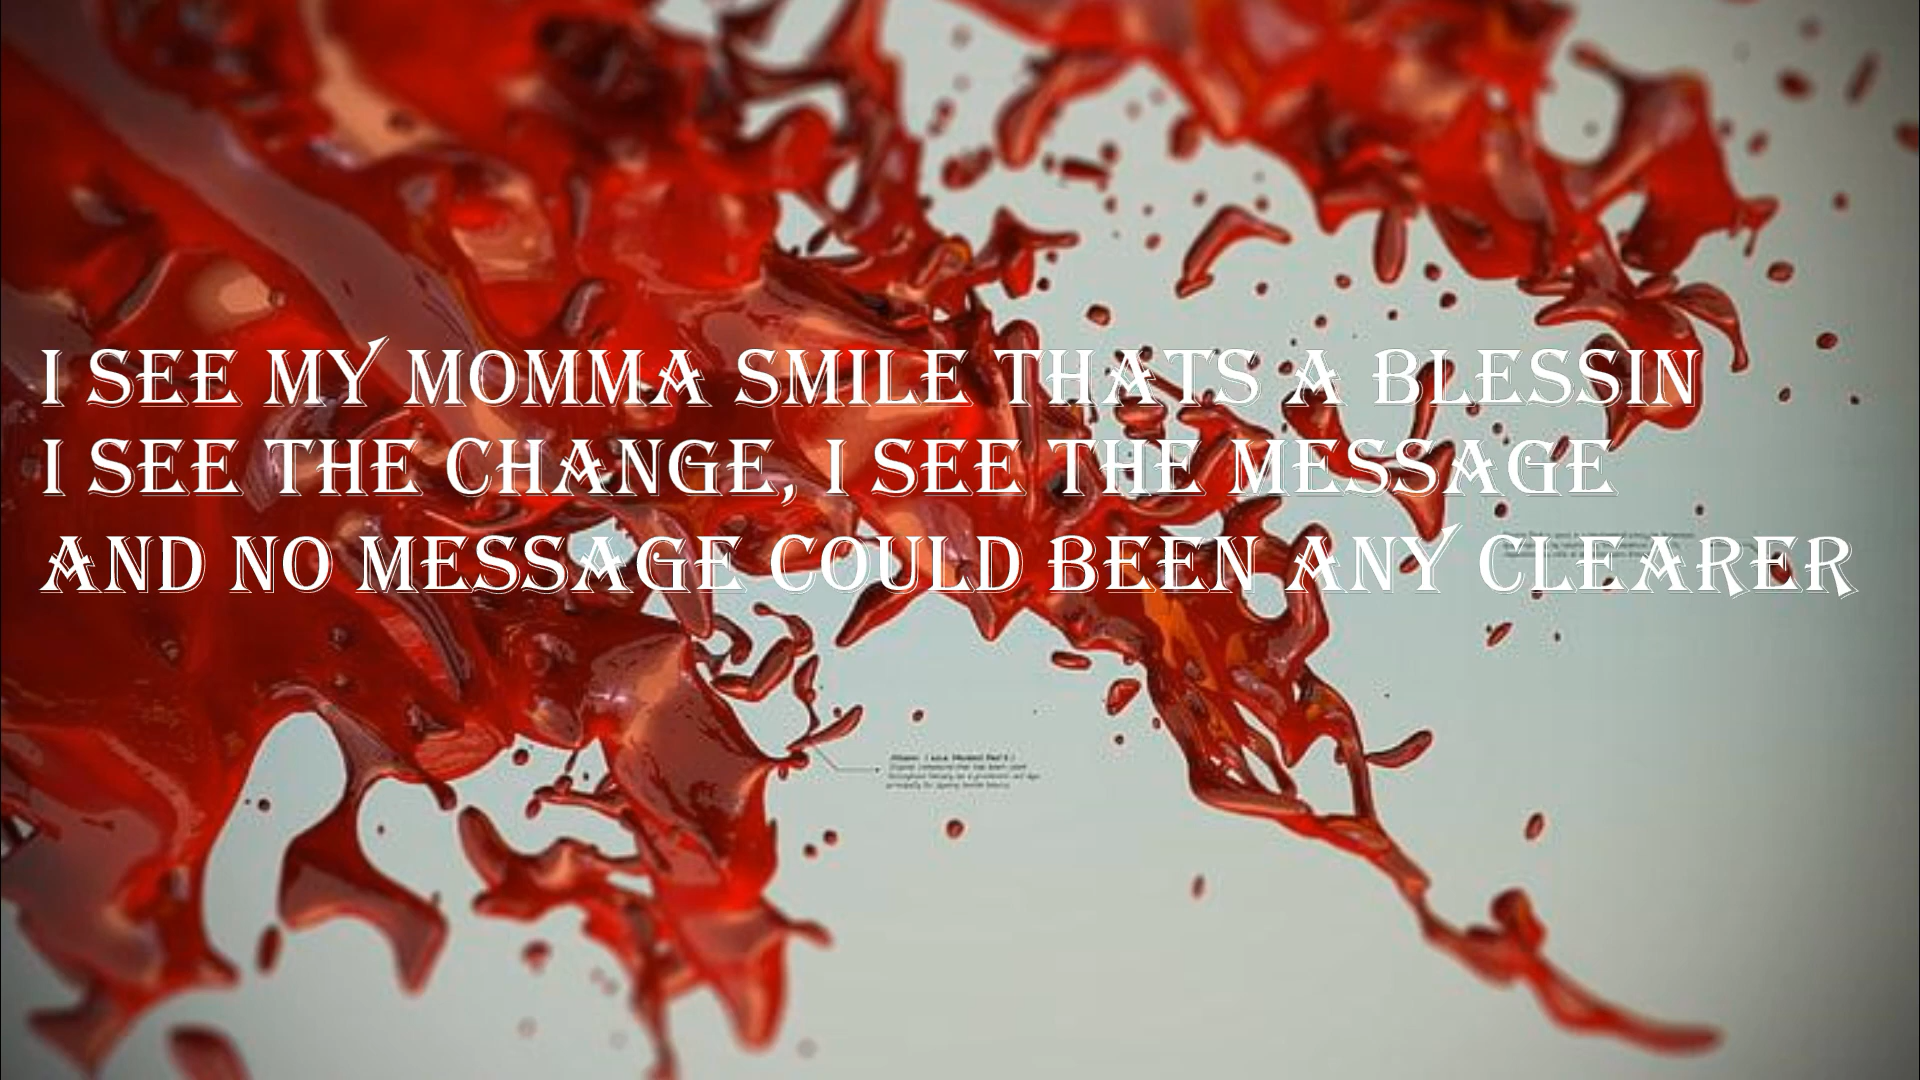 I SEE MY MOMMA SMILE THATS A BLESSIN
I SEE THE CHANGE, I SEE THE MESSAGE
AND NO MESSAGE COULD BEEN ANY CLEARER